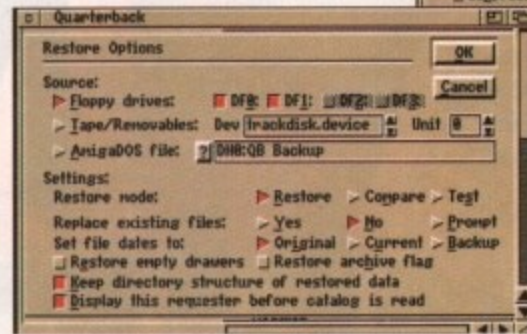 Quarterback
Restore Options
OK
Source:
Cancel
Floppy drives: DF0: DF1: DF2: DF3:
Tape/Removables: Dev trackdisk.device Unit 0
AmigaDOS file: ? DH0:QB Backup
Settings:
Restore mode: Restore Compare Test
Replace existing files: Yes No Prompt
Set file dates to: Original Current Backup
Restore empty drawers Restore archive flag
Keep directory structure of restored data
Display this requester before catalog is read